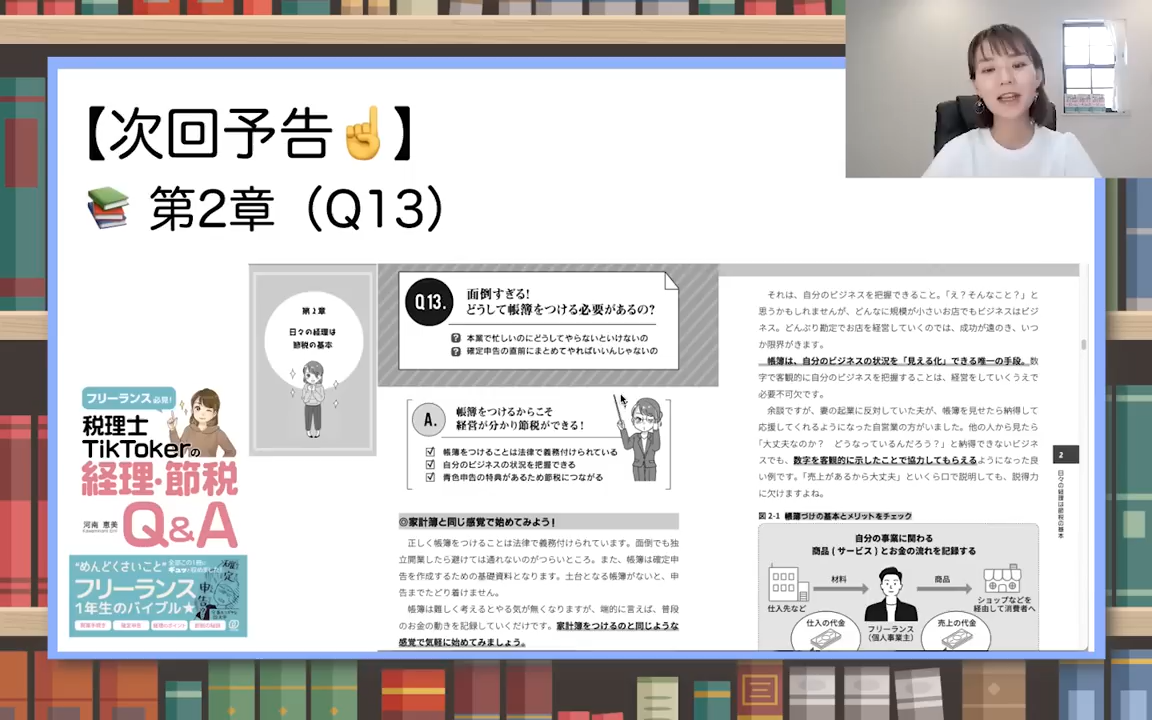 【次回予告☝】
📚 第2章（Q13）
第2章
日々の経理は
節税の基本
Q13.
面倒すぎる!
どうして帳簿をつける必要があるの?
? 本業で忙しいのにどうしてやらないといけないの
? 確定申告の直前にまとめてやればいいんじゃないの
A.
帳簿をつけるからこそ
経営が分かり節税ができる!
☑ 帳簿をつけることは法律で義務付けられている
☑ 自分のビジネスの状況を把握できる
☑ 青色申告の特典があるため節税につながる
◎家計簿と同じ感覚で始めてみよう!
正しく帳簿をつけることは法律で義務付けられています。面倒でも独
立開業したら避けては通れないのがつらいところ。また、帳簿は確定申
告を作成するための基礎資料となります。土台となる帳簿がないと、申
告までたどり着けません。
帳簿は難しく考えるとやる気が無くなりますが、端的に言えば、普段
のお金の動きを記録していくだけです。家計簿をつけるのと同じような
感覚で気軽に始めてみましょう。
それは、自分のビジネスを把握できること。「え？そんなこと？」と
思うかもしれませんが、どんなに規模が小さいお店でもビジネスはビジ
ネス。どんぶり勘定でお店を経営していくのでは、成功が遠のき、いつ
か限界がきます。
帳簿は、自分のビジネスの状況を「見える化」できる唯一の手段。数
字で客観的に自分のビジネスを把握することは、経営をしていくうえで
必要不可欠です。
余談ですが、妻の起業に反対していた夫が、帳簿を見せたら納得して
応援してくれるようになった自営業の方がいました。他の人から見たら
「大丈夫なのか？　どうなっているんだろう？」と納得できないビジネ
スでも、数字を客観的に示したことで協力してもらえるようになった良
い例です。「売上があるから大丈夫」といくら口で説明しても、説得力
に欠けますよね。
図2-1 帳簿づけの基本とメリットをチェック
自分の事業に関わる
商品(サービス)とお金の流れを記録する
材料
商品
仕入先など
フリーランス
(個人事業主)
ショップなどを
経由して消費者へ
仕入の代金
売上の代金
2
日々の経理は節税の基本
フリーランス必見!
税理士
TikTokerの
経理・節税
Q&A
河南 恵美
"めんどくさいこと"
全部この1冊に
ギュッと収めました!
フリーランス
1年生のバイブル★
確定
申告